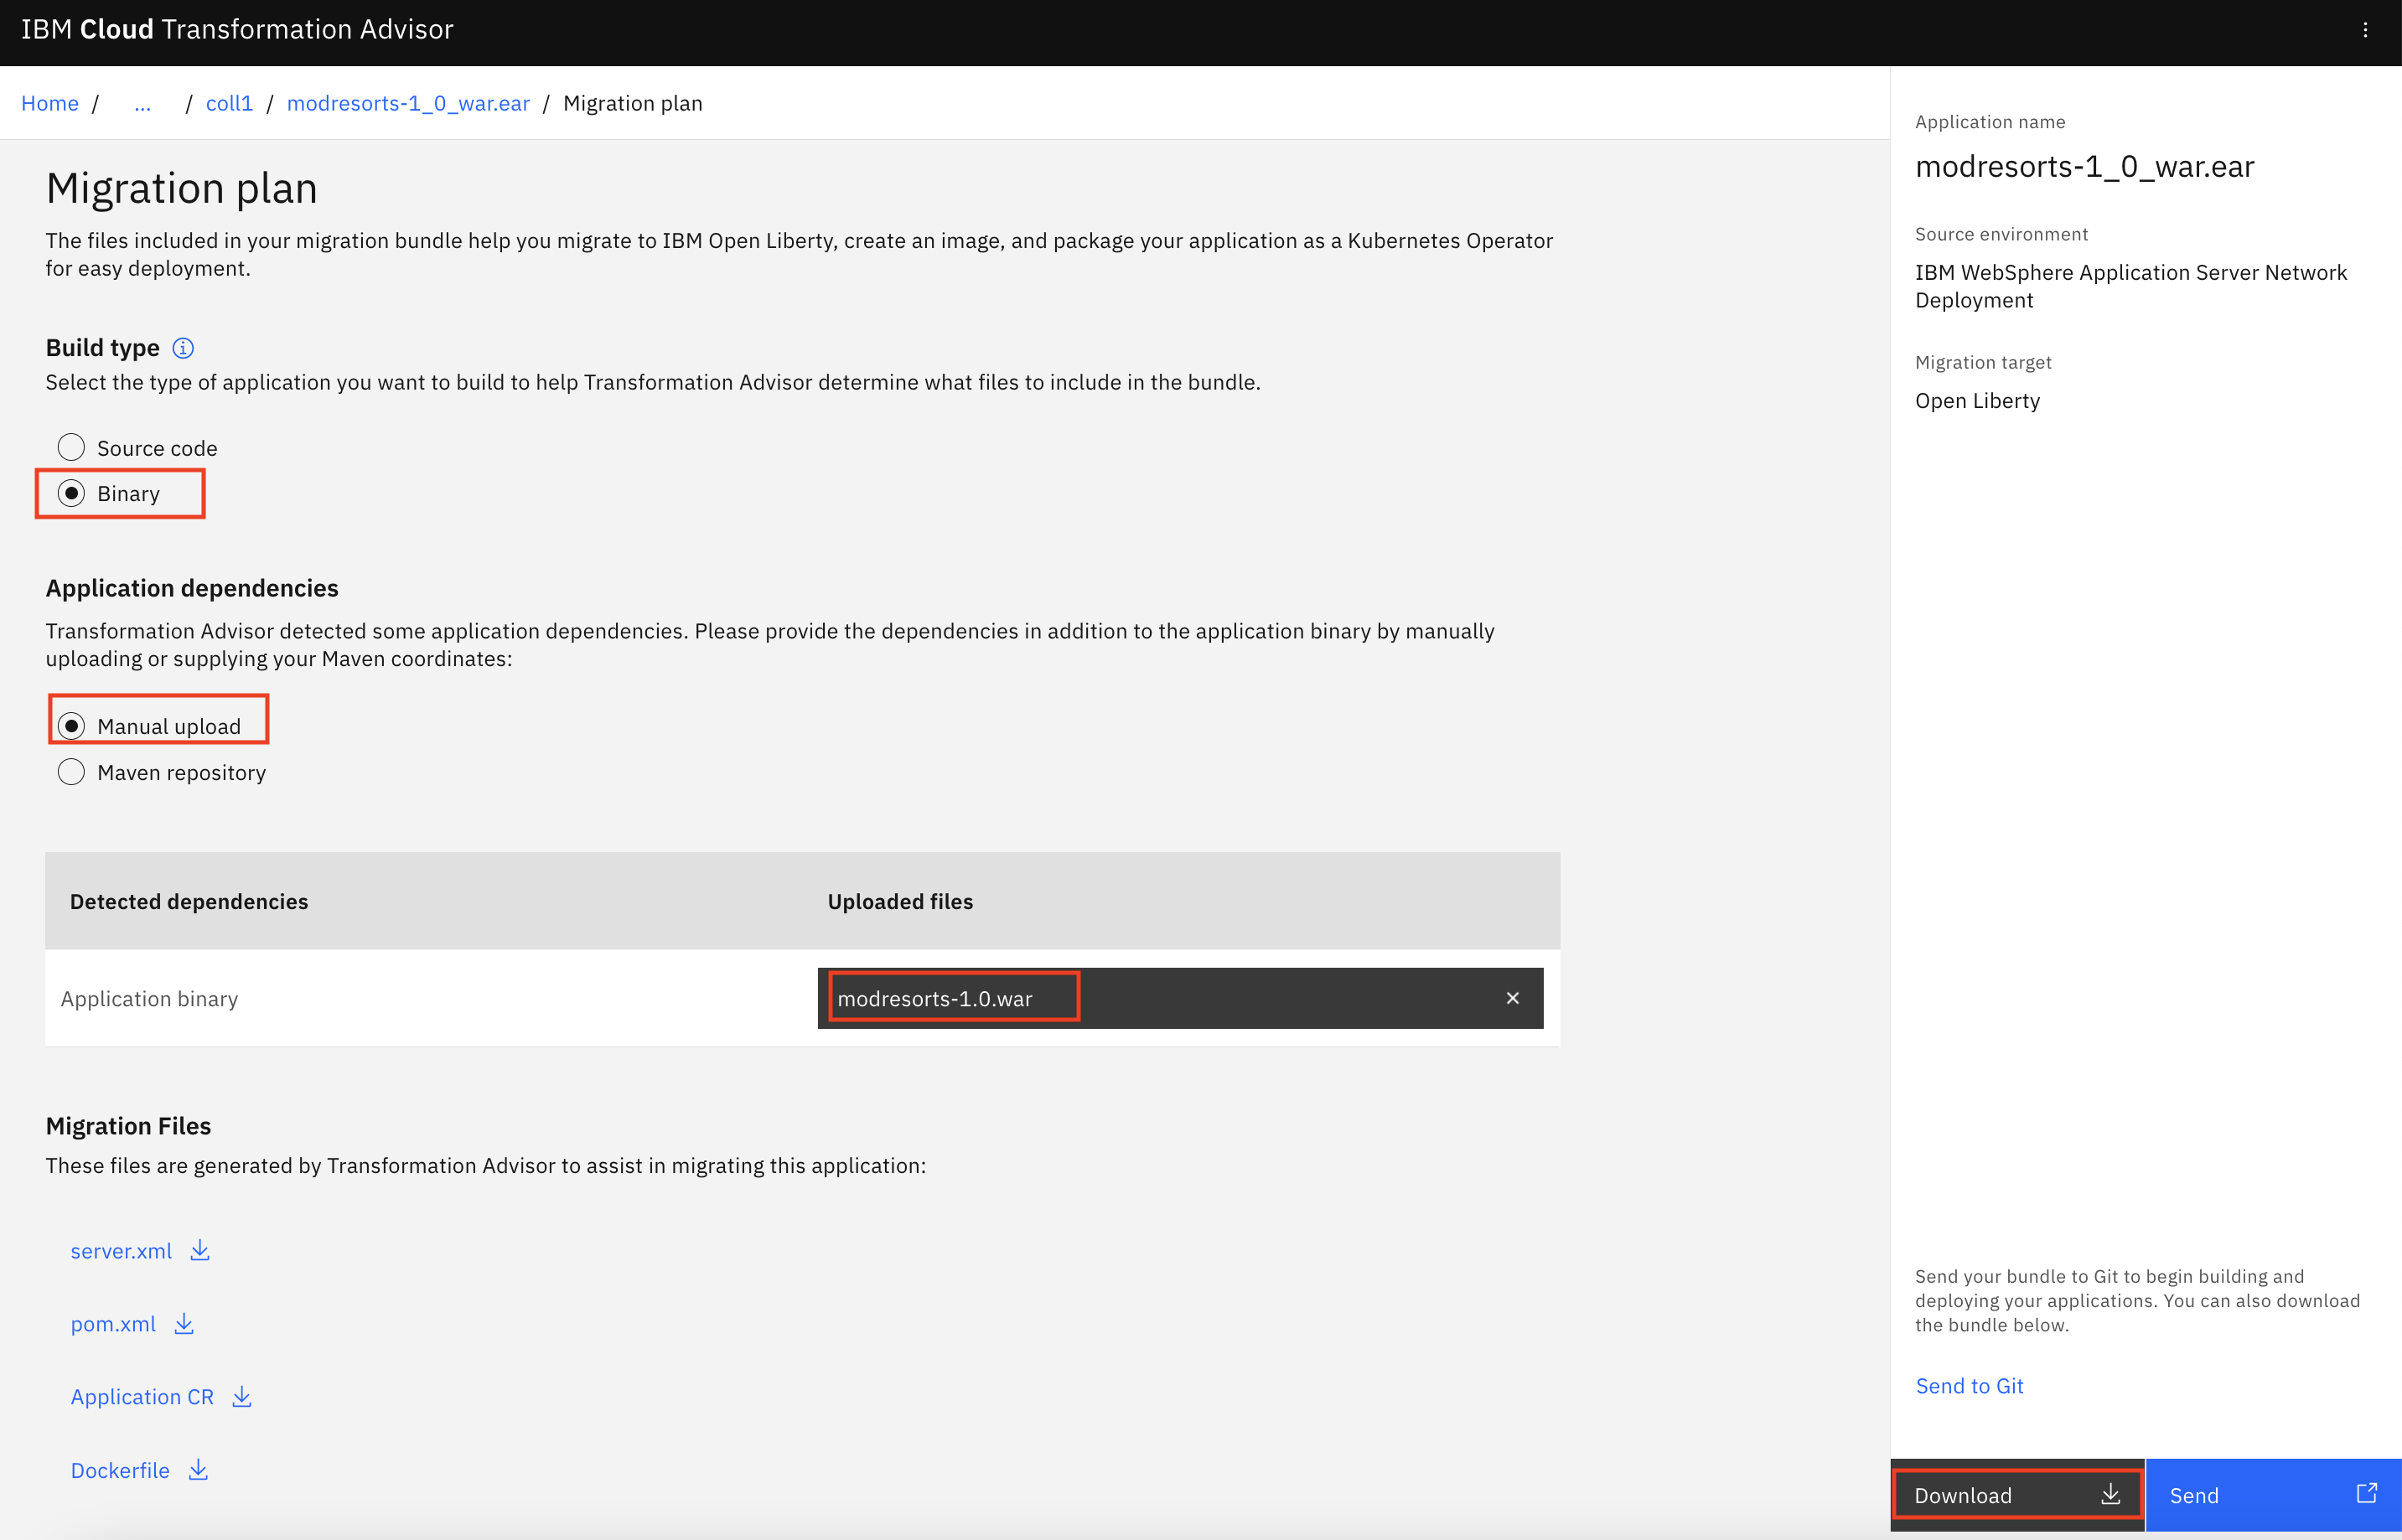 IBM Cloud Transformation Advisor
Home / ... / coll1 / modresorts-1_0_war.ear / Migration plan
Migration plan
The files included in your migration bundle help you migrate to IBM Open Liberty, create an image, and package your application as a Kubernetes Operator
for easy deployment.
Build type
Select the type of application you want to build to help Transformation Advisor determine what files to include in the bundle.
Source code
Binary
Application dependencies
Transformation Advisor detected some application dependencies. Please provide the dependencies in addition to the application binary by manually
uploading or supplying your Maven coordinates:
Manual upload
Maven repository
Detected dependencies
Uploaded files
Application binary
modresorts-1.0.war
Migration Files
These files are generated by Transformation Advisor to assist in migrating this application:
server.xml
pom.xml
Application CR
Dockerfile
Application name
modresorts-1_0_war.ear
Source environment
IBM WebSphere Application Server Network
Deployment
Migration target
Open Liberty
Send your bundle to Git to begin building and
deploying your applications. You can also download
the bundle below.
Send to Git
Download
Send